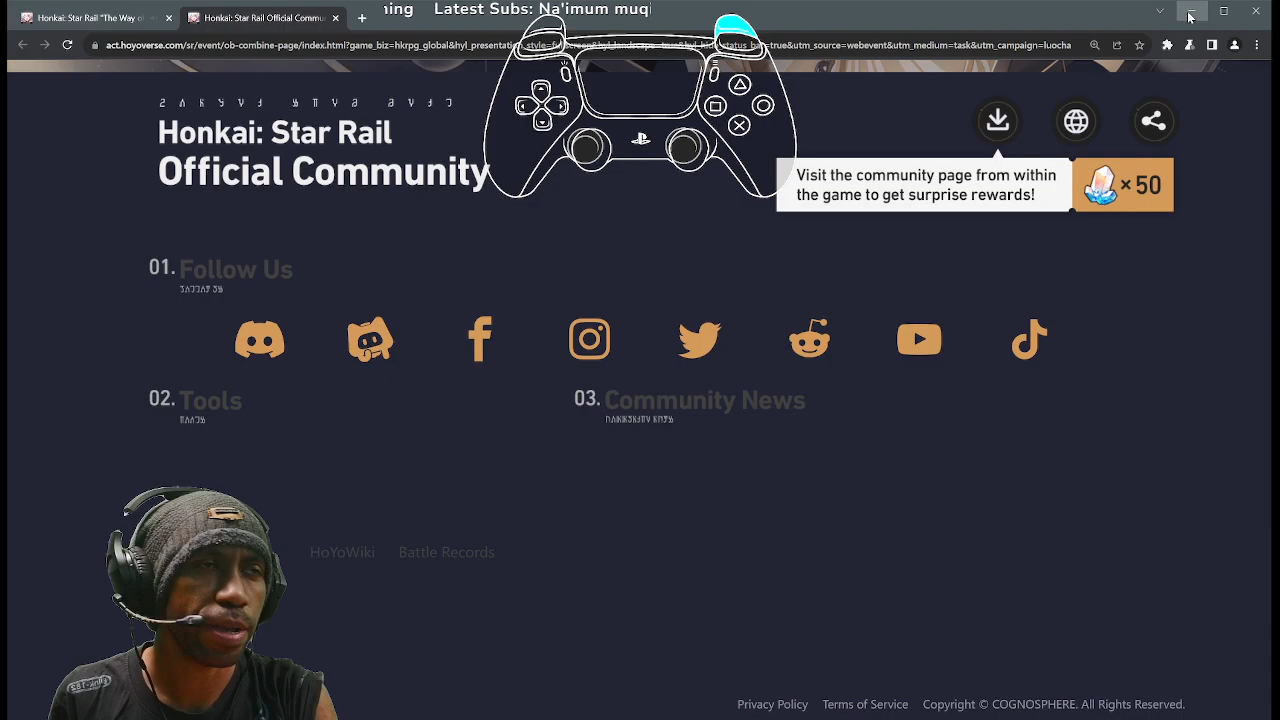 Honkai: Star Rail "The Way of
Honkai: Star Rail Official Commu
ning Latest Subs: Na'imum muq
act.hoyoverse.com/sr/event/ob-combine-page/index.html?game_biz=hkrpg_global&hyl_presentation_style=fullscreen&hyl_landscape=true&hyl_hide_status_bar=true&utm_source=webevent&utm_medium=task&utm_campaign=luocha
Honkai: Star Rail
Official Community
Visit the community page from within
the game to get surprise rewards!
× 50
01. Follow Us
02. Tools
03. Community News
HoYoWiki Battle Records
Privacy Policy Terms of Service Copyright © COGNOSPHERE. All Rights Reserved.